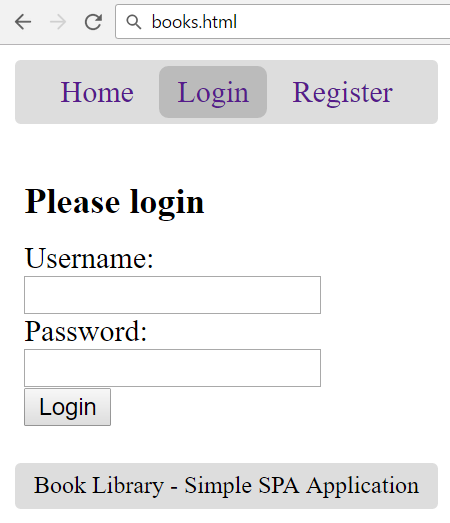 books.html
Home Login Register
Please login
Username:
Password:
Login
Book Library - Simple SPA Application